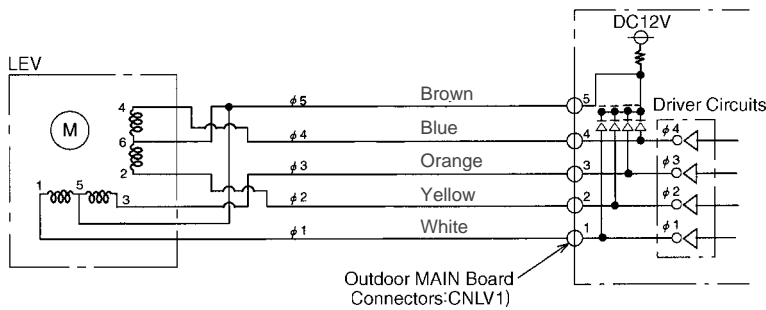 DC12V
LEV
M
4
6
2
1
5
3
ϕ5 Brown 5
ϕ4 Blue 4
ϕ3 Orange 3
ϕ2 Yellow 2
ϕ1 White 1
Driver Circuits
ϕ4
ϕ3
ϕ2
ϕ1
Outdoor MAIN Board
Connectors:CNLV1)